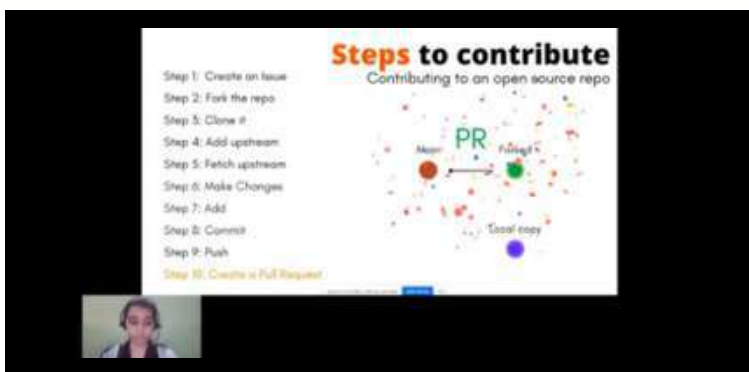 Steps to contribute
Contributing to an open source repo
Step 1: Create an Issue
Step 2: Fork the repo
Step 3: Clone it
Step 4: Add upstream
Step 5: Fetch upstream
Step 6: Make Changes
Step 7: Add
Step 8: Commit
Step 9: Push
Step 10: Create a Pull Request
PR
Main
Forked
Local copy